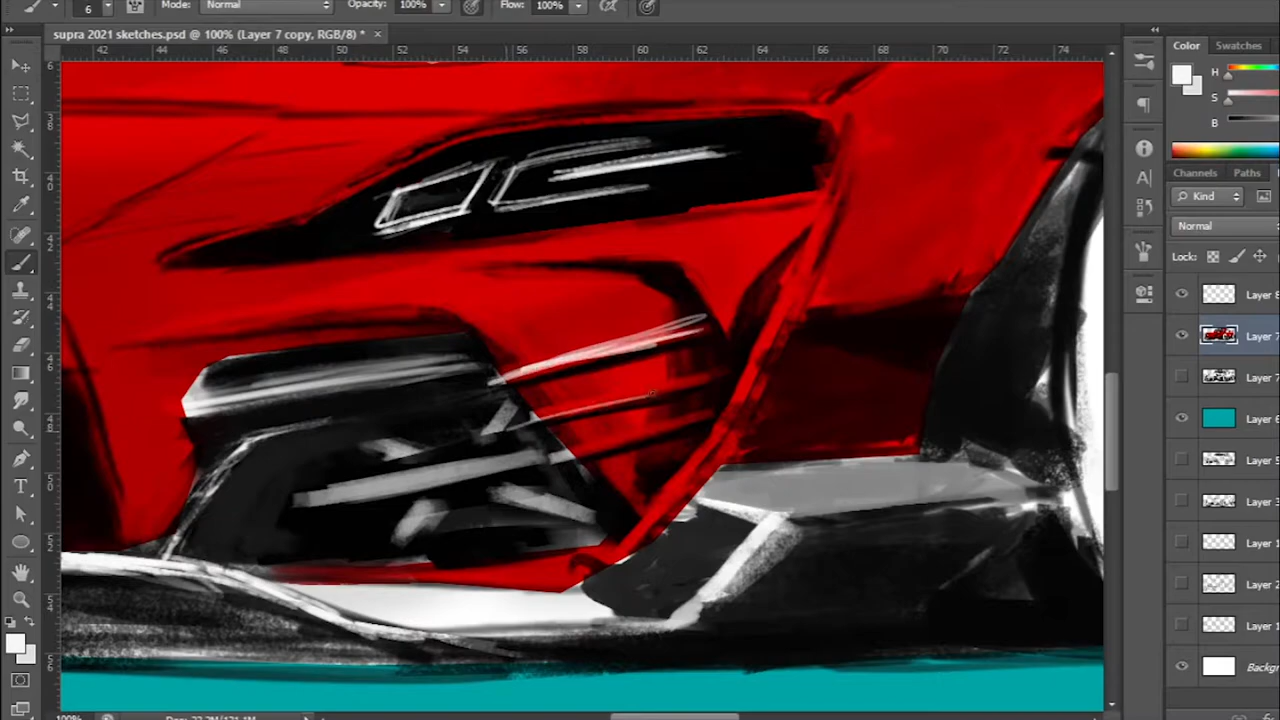 6 Mode: Normal Opacity: 100% Flow: 100%
supra 2021 sketches.psd @ 100% (Layer 7 copy, RGB/8) * ×
42 44 46 48 50 52 54 56 58 60 62 64 66 68 70 72 74
Color Swatches
H
S
B
Channels Paths
Kind
Normal
Lock:
Layer 8
Layer 7
Layer 7
Layer 6
Layer 5
Layer
Layer 1
Layer 2
Layer 1
Backgr
100%